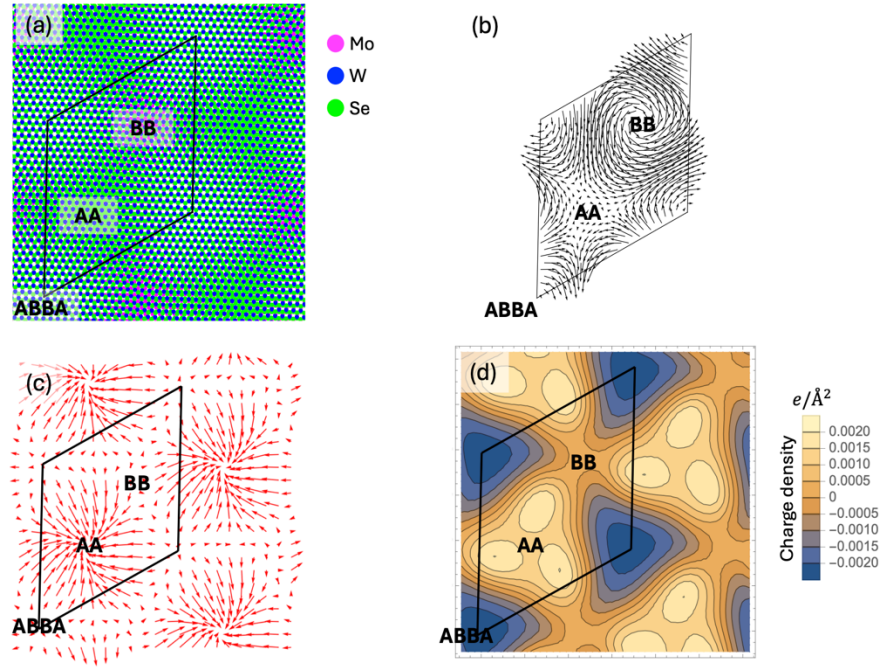 (a)
Mo
W
Se
BB
AA
ABBA
(b)
BB
AA
ABBA
(c)
BB
AA
ABBA
(d)
BB
AA
ABBA
e/Å²
Charge density
0.0020
0.0015
0.0010
0.0005
0
−0.0005
−0.0010
−0.0015
−0.0020